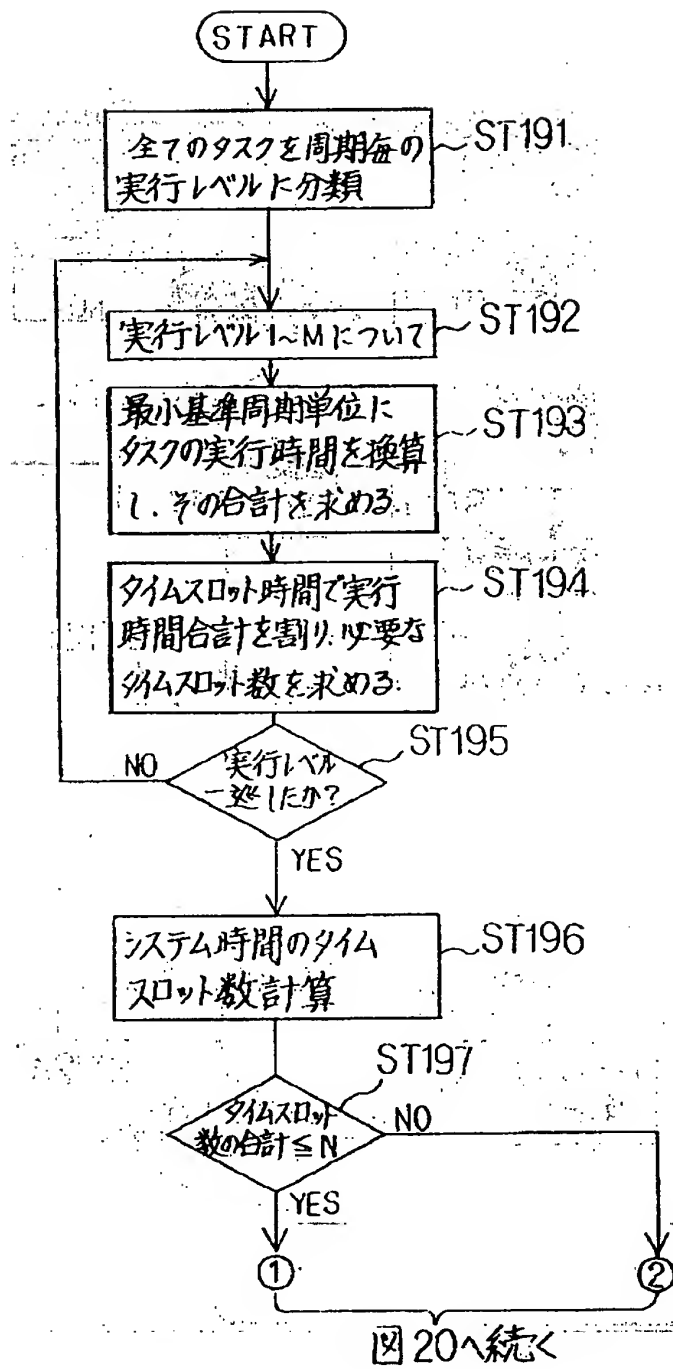 START
全てのタスクを周期毎の
実行レベルに分類
ST191
実行レベル1~Mについて
ST192
最小基準周期単位に
タスクの実行時間を換算
し、その合計を求める.
ST193
タイムスロット時間で実行
時間合計を割り、必要な
タイムスロット数を求める.
ST194
実行レベル
一巡したか?
ST195
NO
YES
システム時間のタイム
スロット数計算
ST196
タイムスロット
数の合計≦N
ST197
NO
YES
①
②
図20へ続く